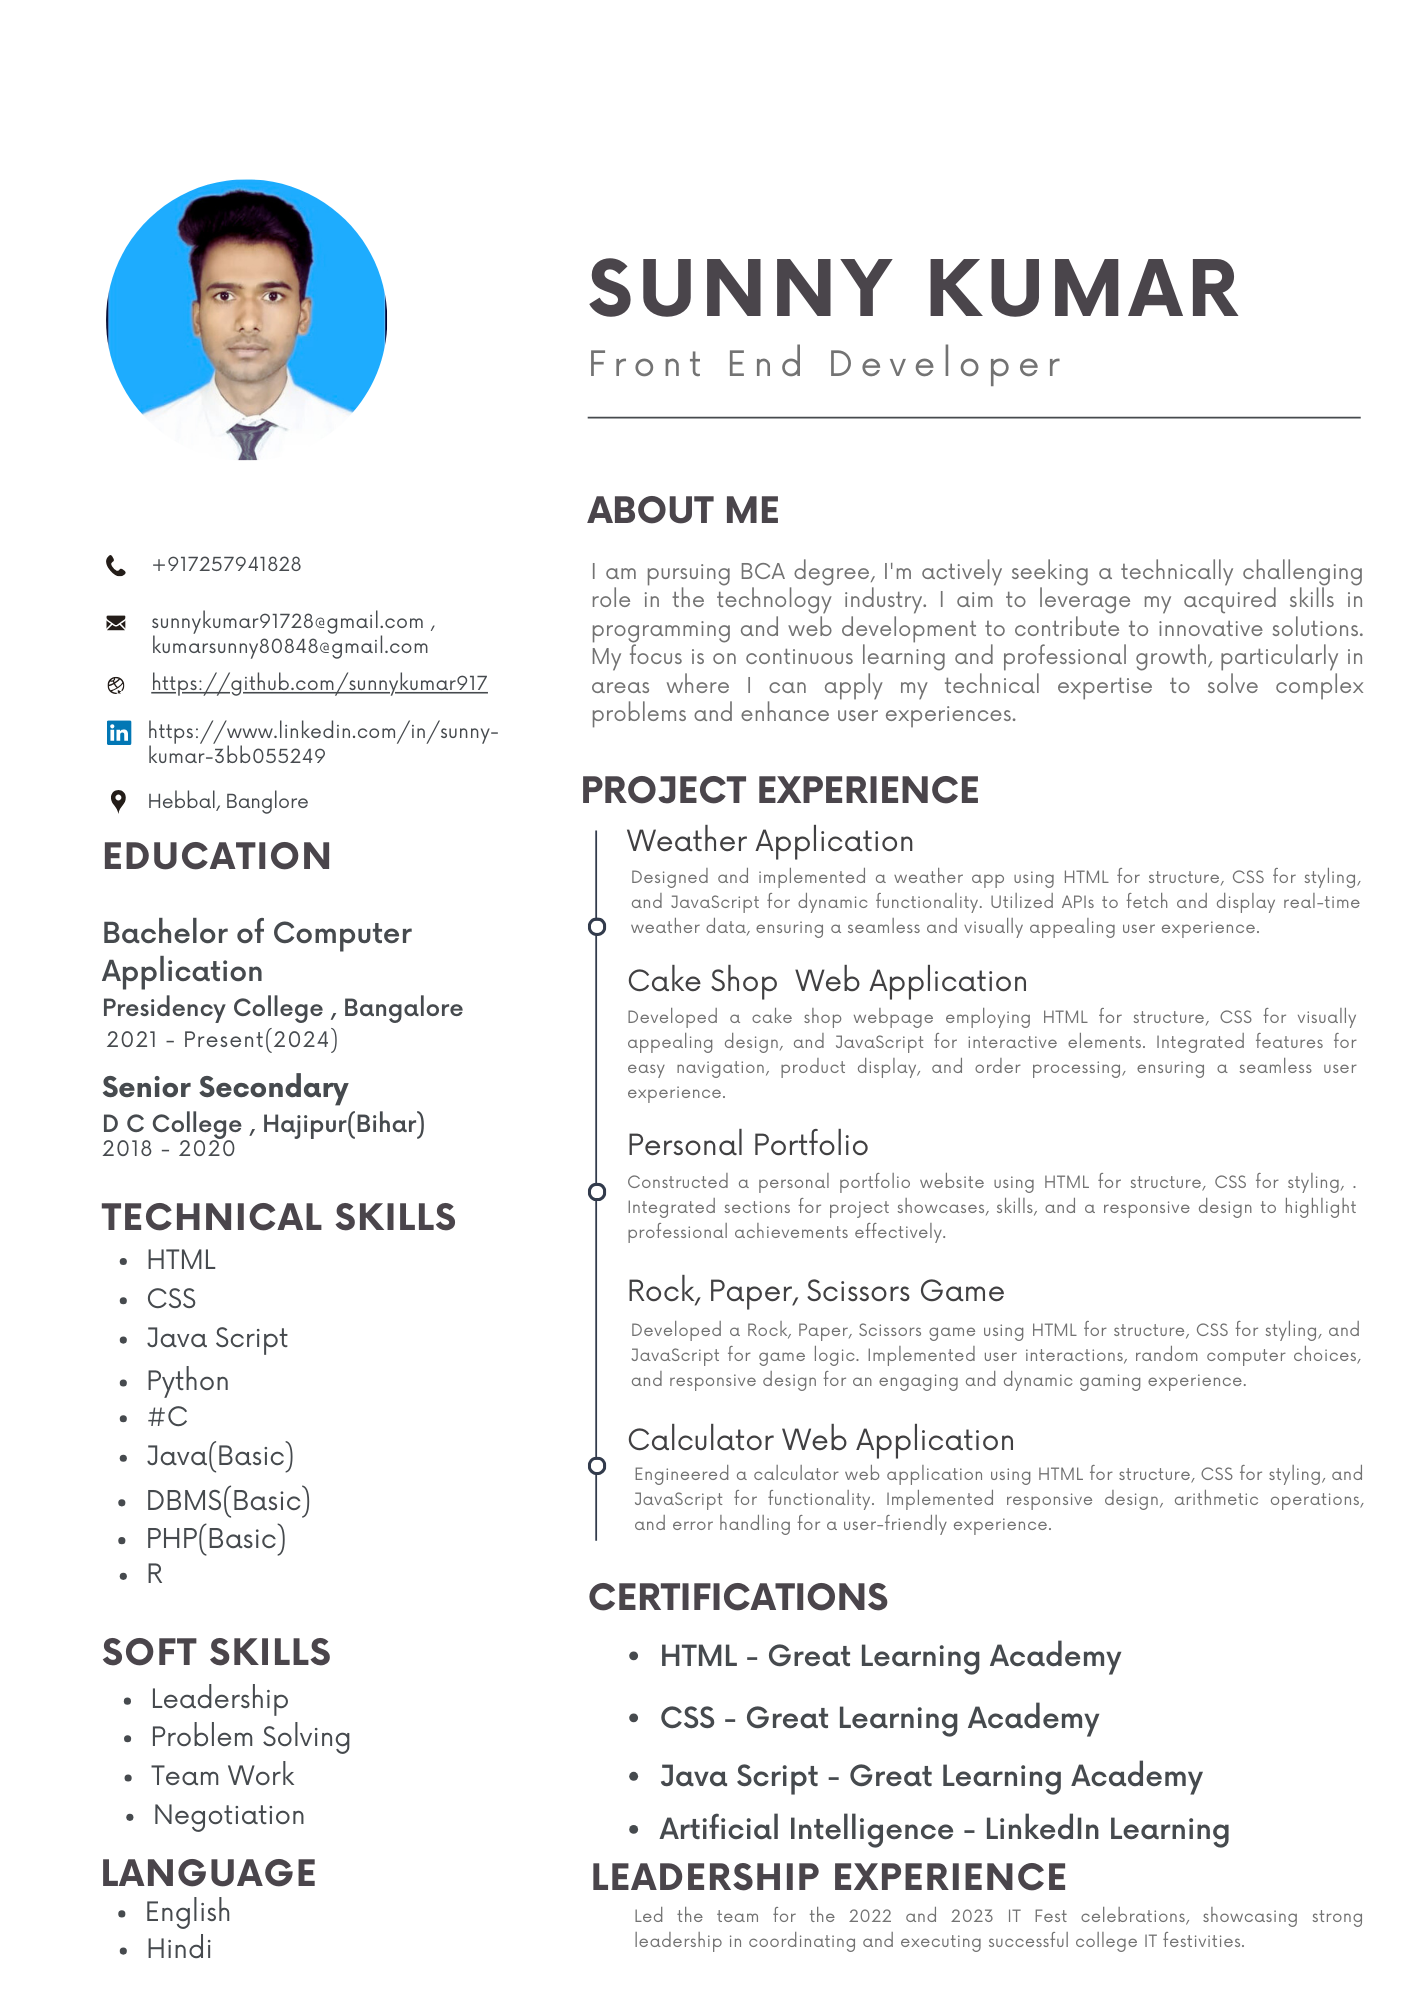 SUNNY KUMAR
Front End Developer
+917257941828
sunnykumar91728@gmail.com ,
kumarsunny80848@gmail.com
https://github.com/sunnykumar917
https://www.linkedin.com/in/sunny-
kumar-3bb055249
Hebbal, Banglore
EDUCATION
Bachelor of Computer
Application
Presidency College , Bangalore
2021 - Present(2024)
Senior Secondary
D C College , Hajipur(Bihar)
2018 - 2020
TECHNICAL SKILLS
• HTML
• CSS
• Java Script
• Python
• #C
• Java(Basic)
• DBMS(Basic)
• PHP(Basic)
• R
SOFT SKILLS
• Leadership
• Problem Solving
• Team Work
• Negotiation
LANGUAGE
• English
• Hindi
ABOUT ME
I am pursuing BCA degree, I'm actively seeking a technically challenging
role in the technology industry. I aim to leverage my acquired skills in
programming and web development to contribute to innovative solutions.
My focus is on continuous learning and professional growth, particularly in
areas where I can apply my technical expertise to solve complex
problems and enhance user experiences.
PROJECT EXPERIENCE
Weather Application
Designed and implemented a weather app using HTML for structure, CSS for styling,
and JavaScript for dynamic functionality. Utilized APIs to fetch and display real-time
weather data, ensuring a seamless and visually appealing user experience.
Cake Shop  Web Application
Developed a cake shop webpage employing HTML for structure, CSS for visually
appealing design, and JavaScript for interactive elements. Integrated features for
easy navigation, product display, and order processing, ensuring a seamless user
experience.
Personal Portfolio
Constructed a personal portfolio website using HTML for structure, CSS for styling, .
Integrated sections for project showcases, skills, and a responsive design to highlight
professional achievements effectively.
Rock, Paper, Scissors Game
Developed a Rock, Paper, Scissors game using HTML for structure, CSS for styling, and
JavaScript for game logic. Implemented user interactions, random computer choices,
and responsive design for an engaging and dynamic gaming experience.
Calculator Web Application
Engineered a calculator web application using HTML for structure, CSS for styling, and
JavaScript for functionality. Implemented responsive design, arithmetic operations,
and error handling for a user-friendly experience.
CERTIFICATIONS
• HTML - Great Learning Academy
• CSS - Great Learning Academy
• Java Script - Great Learning Academy
• Artificial Intelligence - LinkedIn Learning
LEADERSHIP EXPERIENCE
Led the team for the 2022 and 2023 IT Fest celebrations, showcasing strong
leadership in coordinating and executing successful college IT festivities.